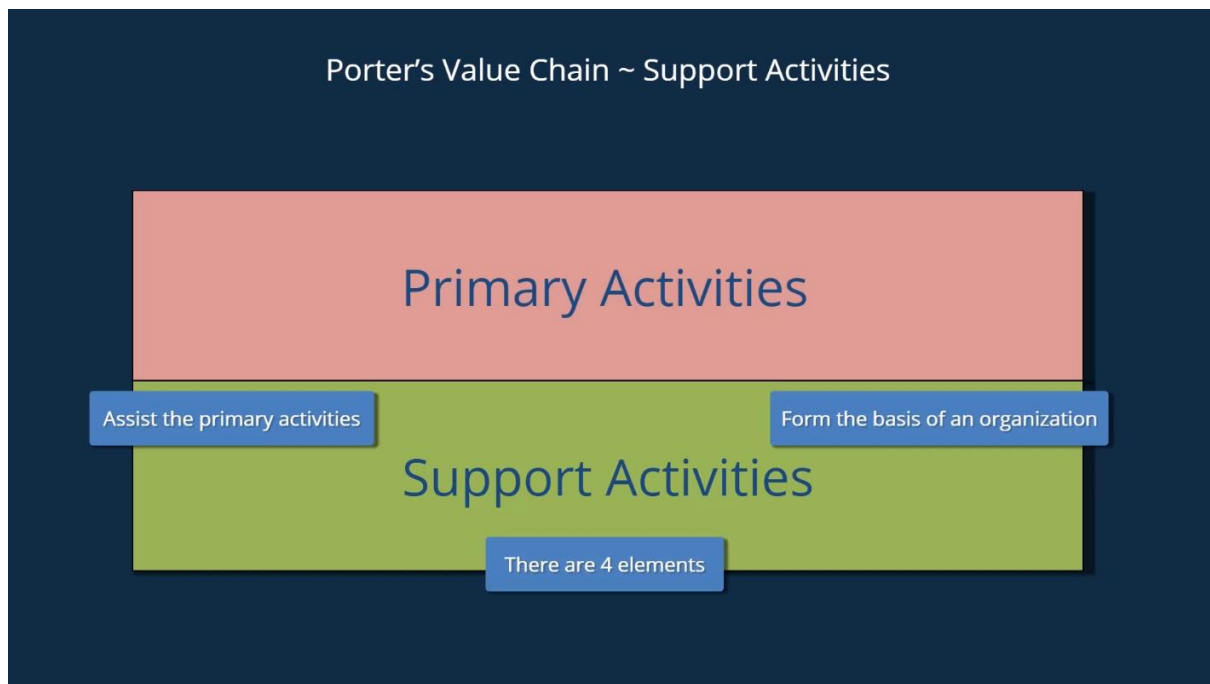 Porter’s Value Chain ~ Support Activities
Primary Activities
Assist the primary activities
Form the basis of an organization
Support Activities
There are 4 elements